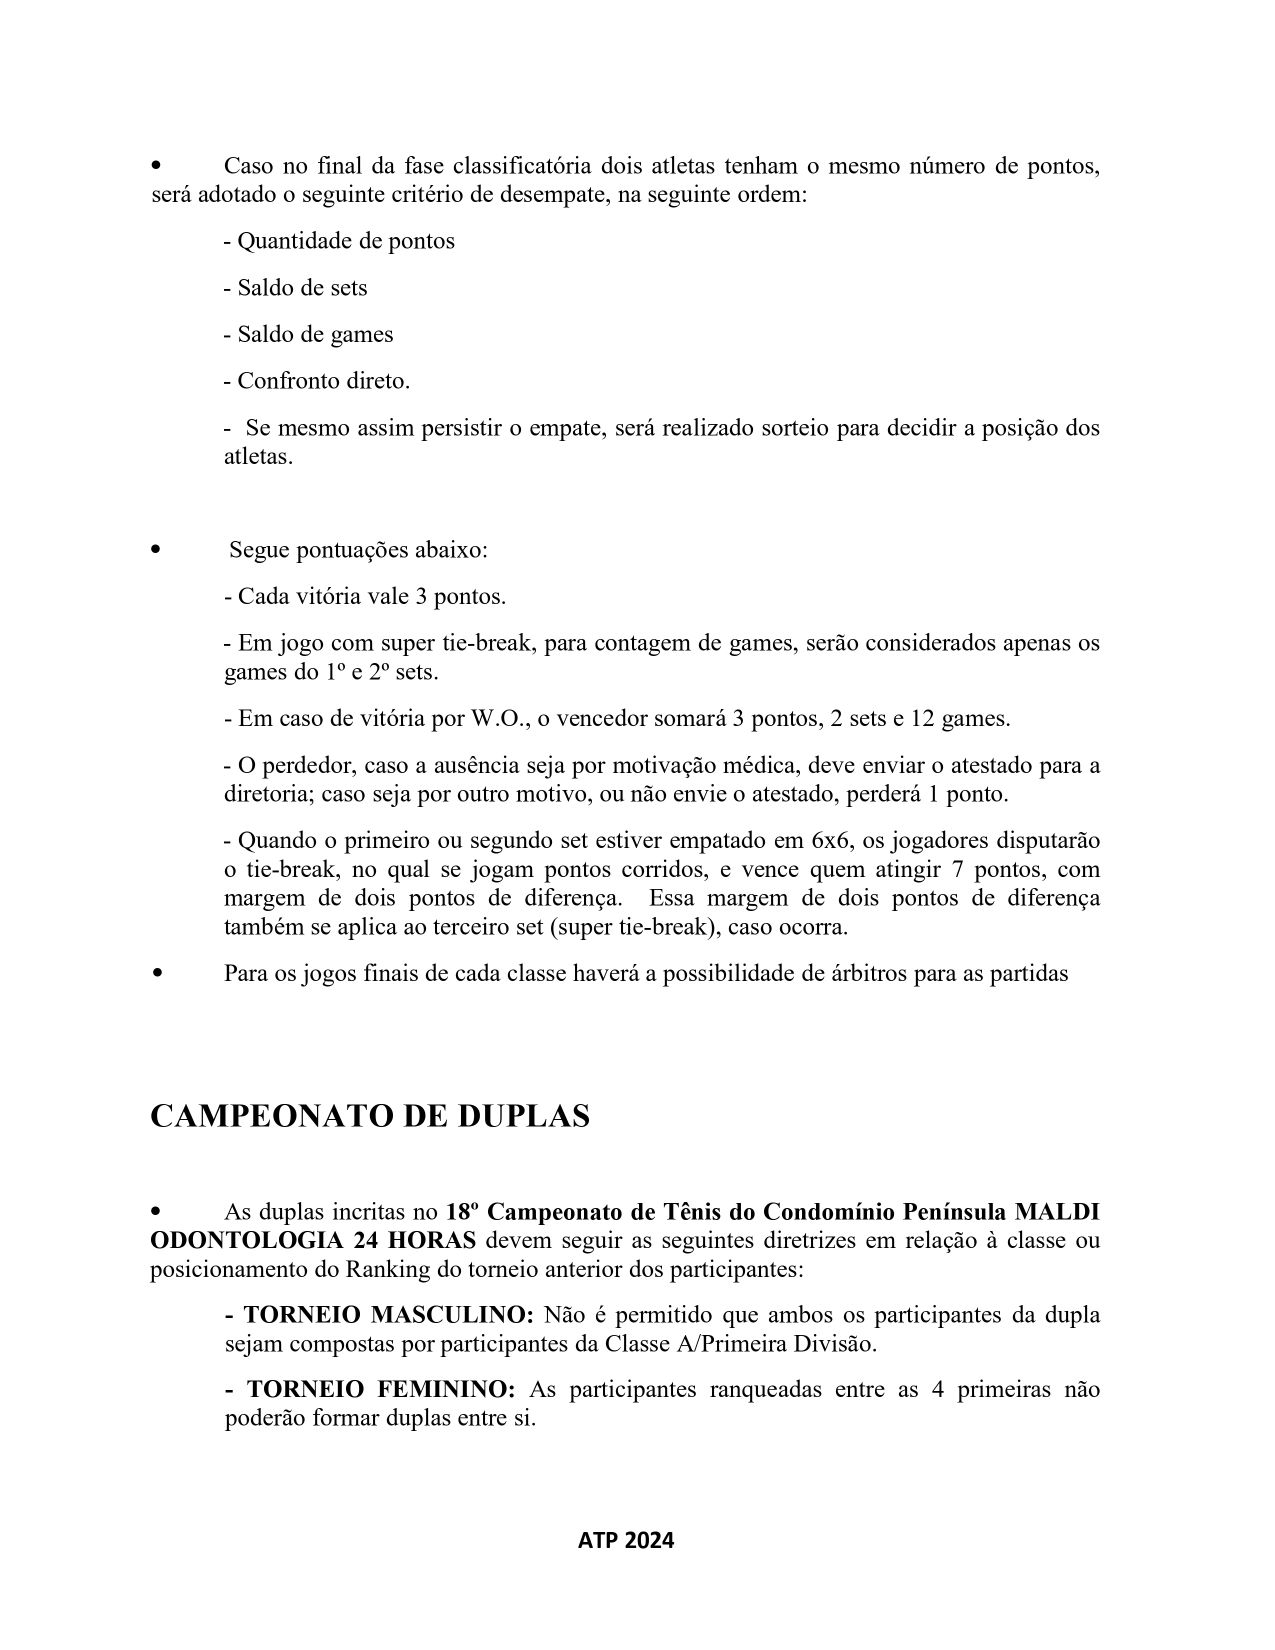 • Caso no final da fase classificatória dois atletas tenham o mesmo número de pontos,
será adotado o seguinte critério de desempate, na seguinte ordem:
- Quantidade de pontos
- Saldo de sets
- Saldo de games
- Confronto direto.
- Se mesmo assim persistir o empate, será realizado sorteio para decidir a posição dos
atletas.
• Segue pontuações abaixo:
- Cada vitória vale 3 pontos.
- Em jogo com super tie-break, para contagem de games, serão considerados apenas os
games do 1º e 2º sets.
- Em caso de vitória por W.O., o vencedor somará 3 pontos, 2 sets e 12 games.
- O perdedor, caso a ausência seja por motivação médica, deve enviar o atestado para a
diretoria; caso seja por outro motivo, ou não envie o atestado, perderá 1 ponto.
- Quando o primeiro ou segundo set estiver empatado em 6x6, os jogadores disputarão
o tie-break, no qual se jogam pontos corridos, e vence quem atingir 7 pontos, com
margem de dois pontos de diferença. Essa margem de dois pontos de diferença
também se aplica ao terceiro set (super tie-break), caso ocorra.
• Para os jogos finais de cada classe haverá a possibilidade de árbitros para as partidas
CAMPEONATO DE DUPLAS
• As duplas incritas no 18º Campeonato de Tênis do Condomínio Península MALDI
ODONTOLOGIA 24 HORAS devem seguir as seguintes diretrizes em relação à classe ou
posicionamento do Ranking do torneio anterior dos participantes:
- TORNEIO MASCULINO: Não é permitido que ambos os participantes da dupla
sejam compostas por participantes da Classe A/Primeira Divisão.
- TORNEIO FEMININO: As participantes ranqueadas entre as 4 primeiras não
poderão formar duplas entre si.
ATP 2024